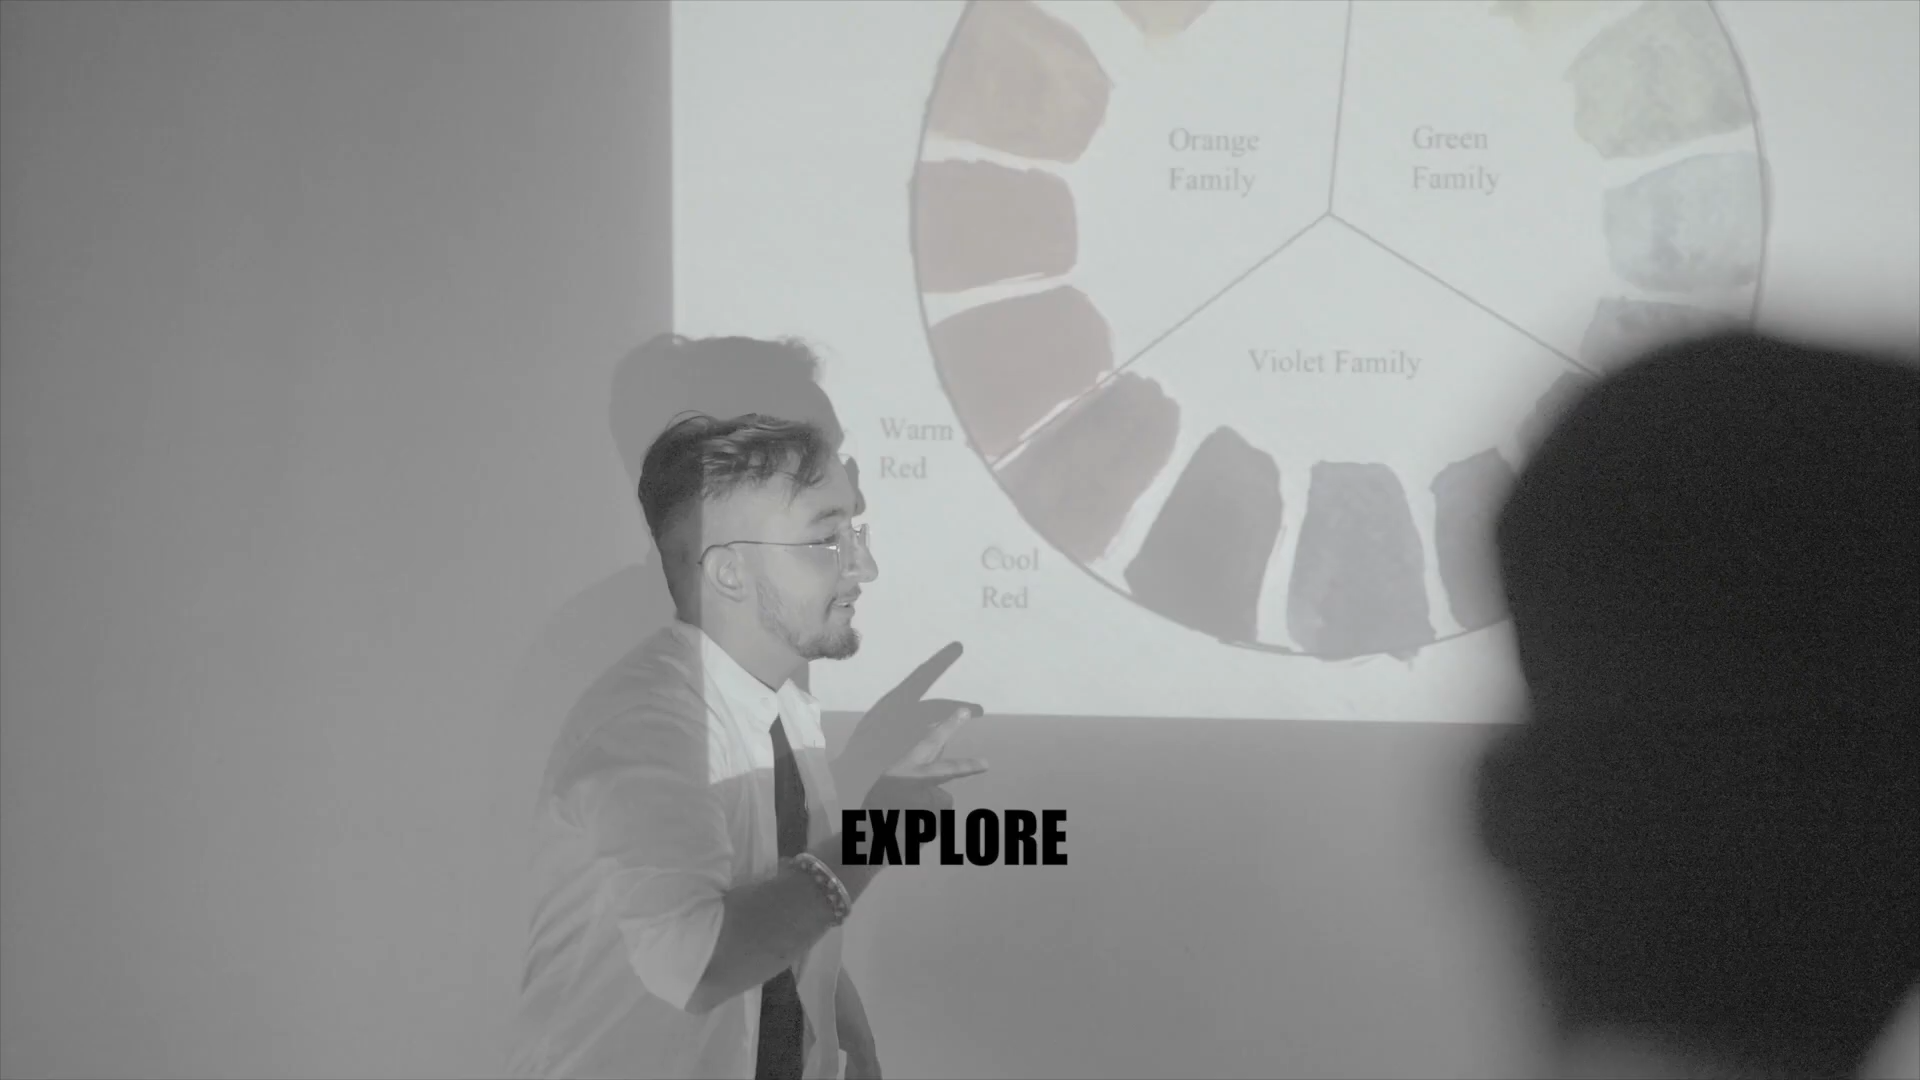 Orange
Family
Green
Family
Violet Family
Warm
Red
Cool
Red
EXPLORE